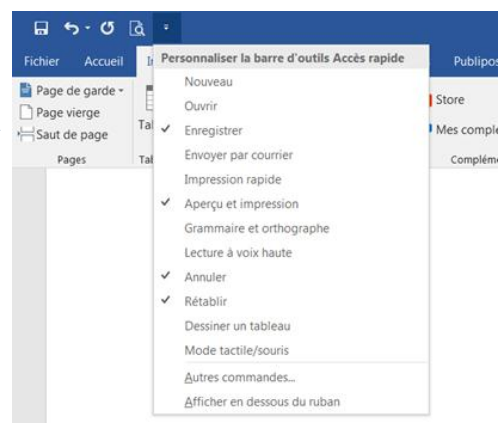 Fichier
Accueil
Personnaliser la barre d'outils Accès rapide
Publipos
Page de garde
Page vierge
Saut de page
Pages
Nouveau
Ouvrir
Enregistrer
Envoyer par courrier
Impression rapide
Aperçu et impression
Grammaire et orthographe
Lecture à voix haute
Annuler
Rétablir
Dessiner un tableau
Mode tactile/souris
Autres commandes...
Afficher en dessous du ruban
Store
Mes complé
Complém